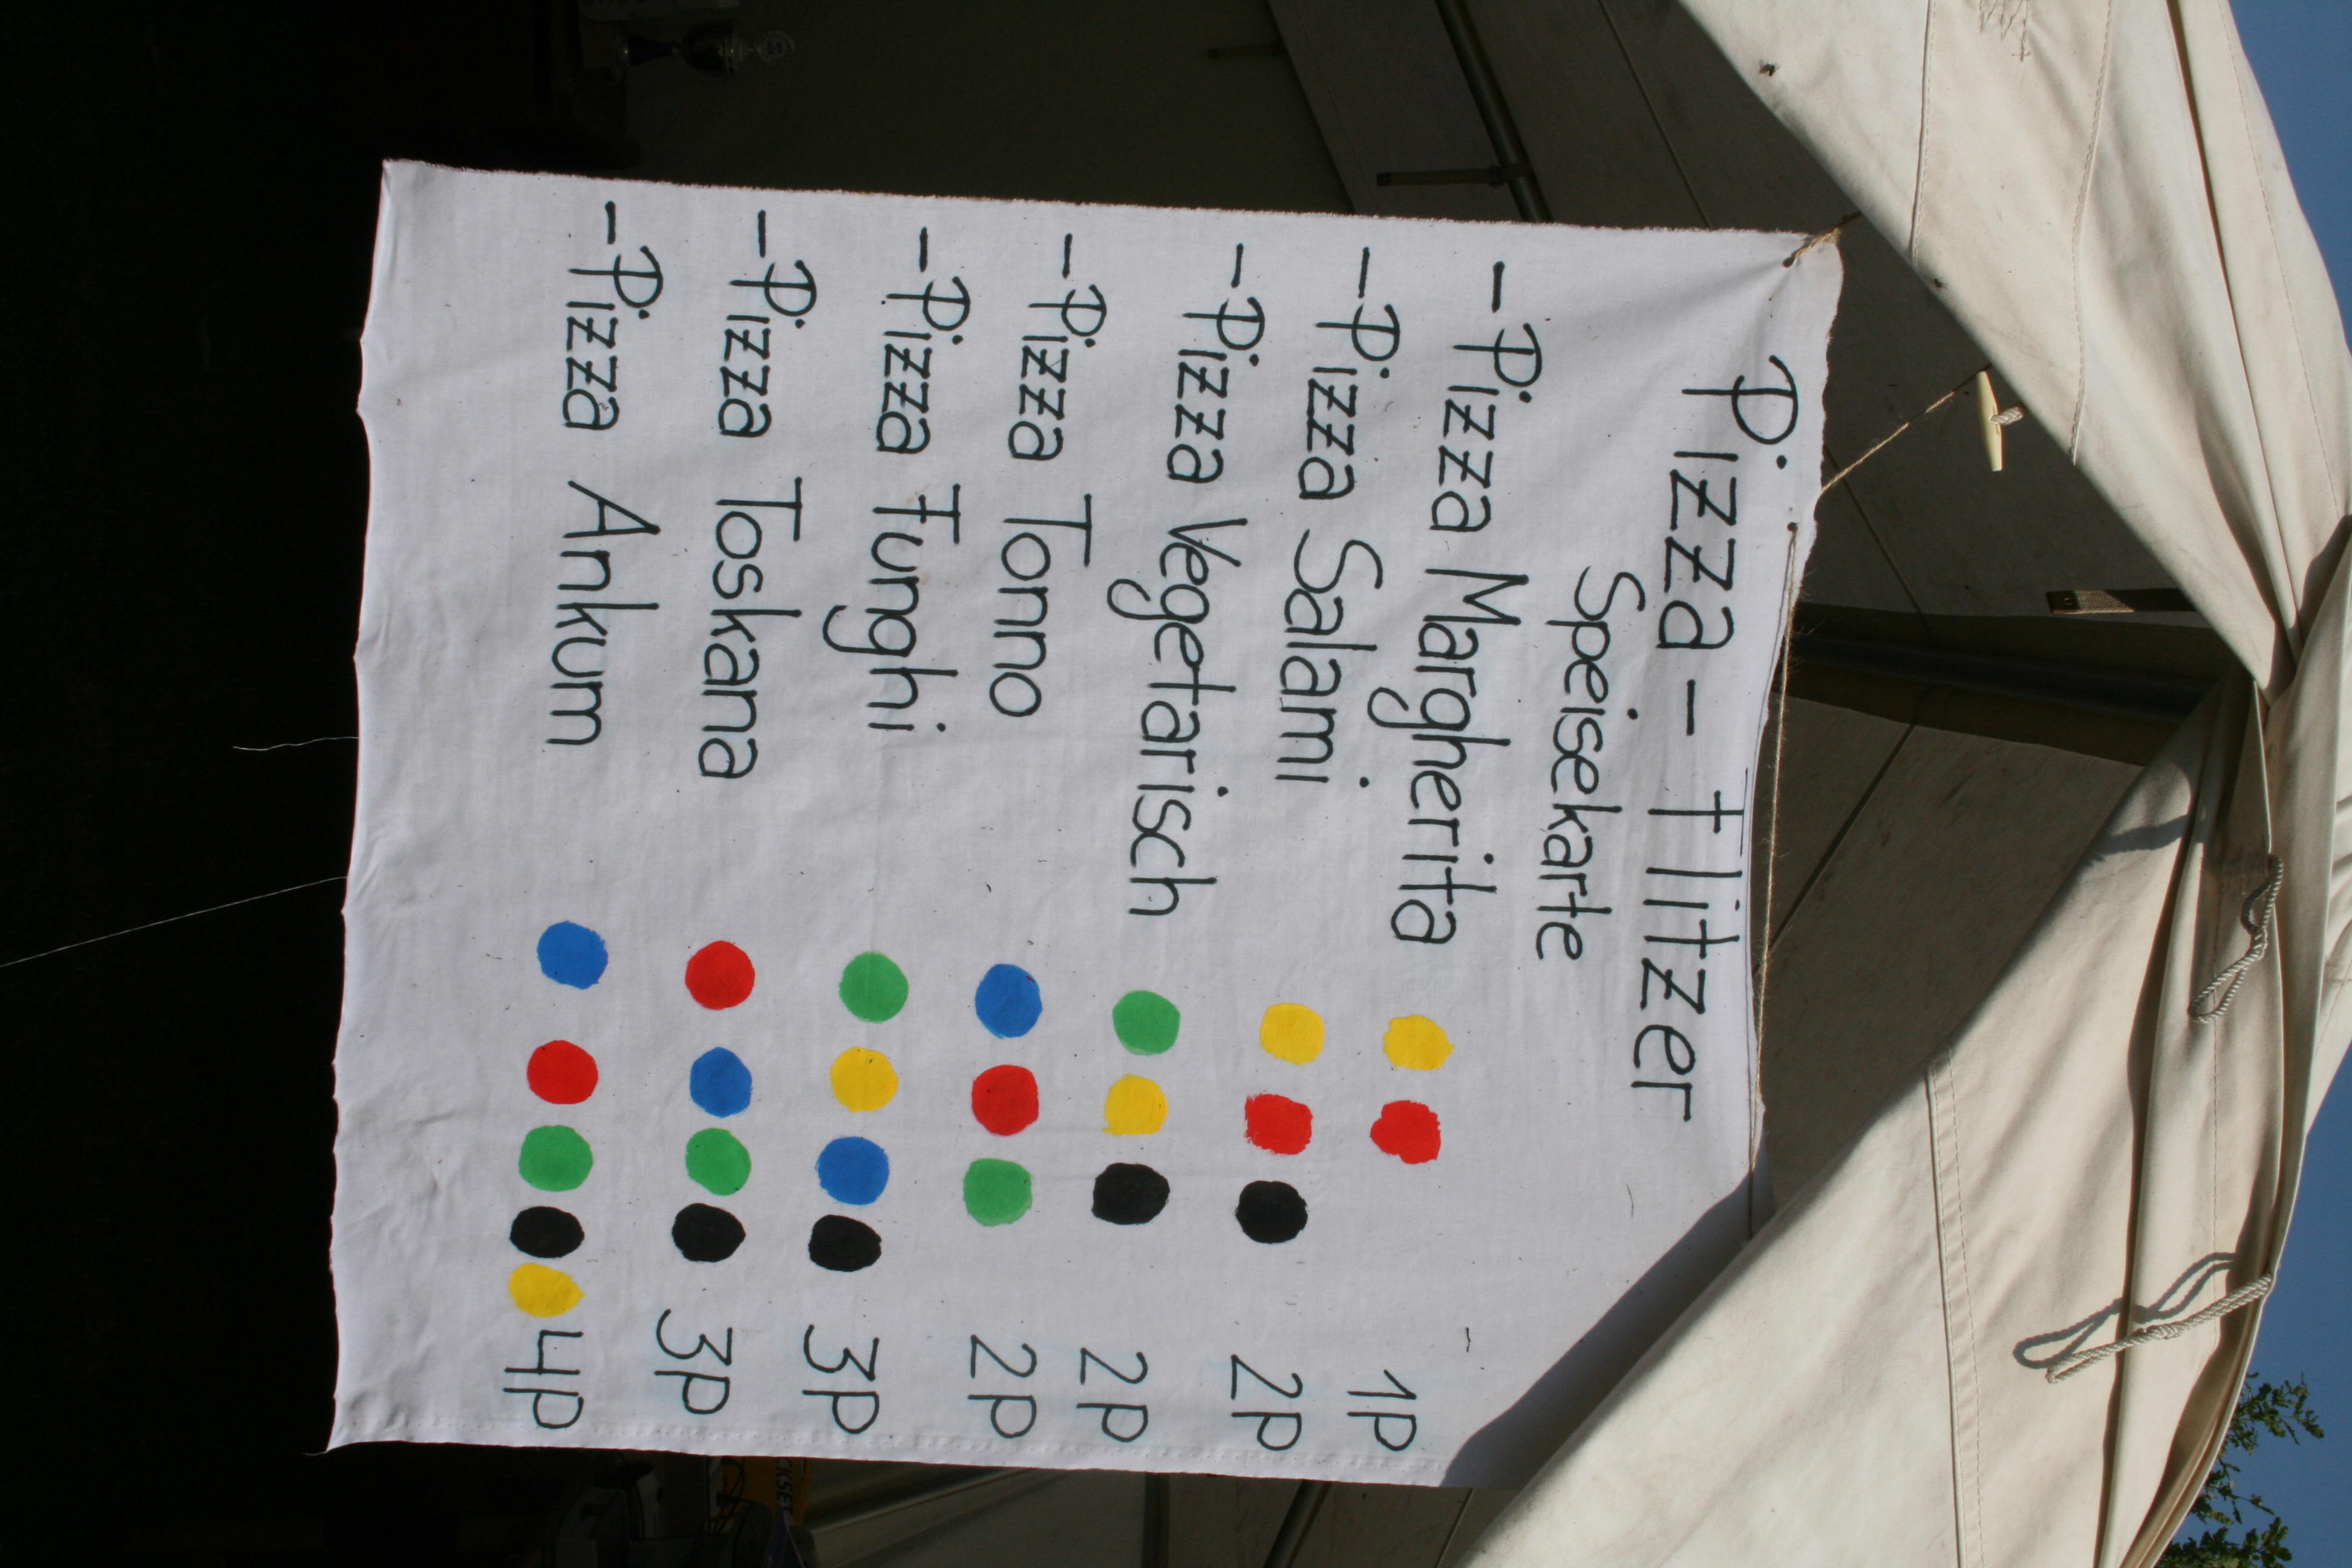 Pizza-Flitzer
Speisekarte
-Pizza Margherita 1P
-Pizza Salami 2P
-Pizza Vegetarisch 2P
-Pizza Tonno 2P
-Pizza Funghi 3P
-Pizza Toskana 3P
-Pizza Ankum 4P